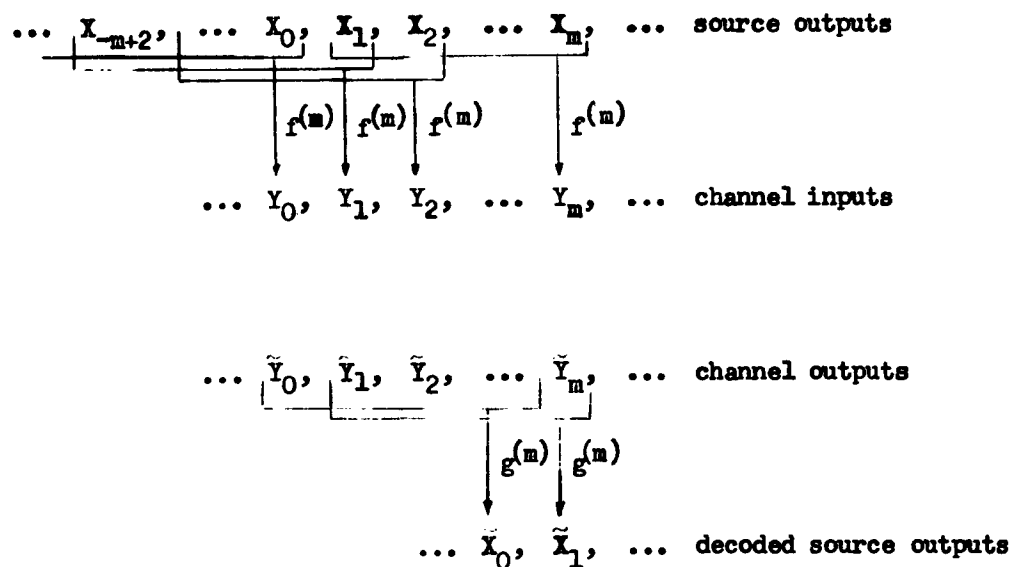 ... X_{-m+2}, ... X_0, X_1, X_2, ... X_m, ... source outputs
f^{(m)} f^{(m)} f^{(m)} f^{(m)}
... Y_0, Y_1, Y_2, ... Y_m, ... channel inputs
... Ỹ_0, Ỹ_1, Ỹ_2, ... Ỹ_m, ... channel outputs
g^{(m)} g^{(m)}
... X̃_0, X̃_1, ... decoded source outputs